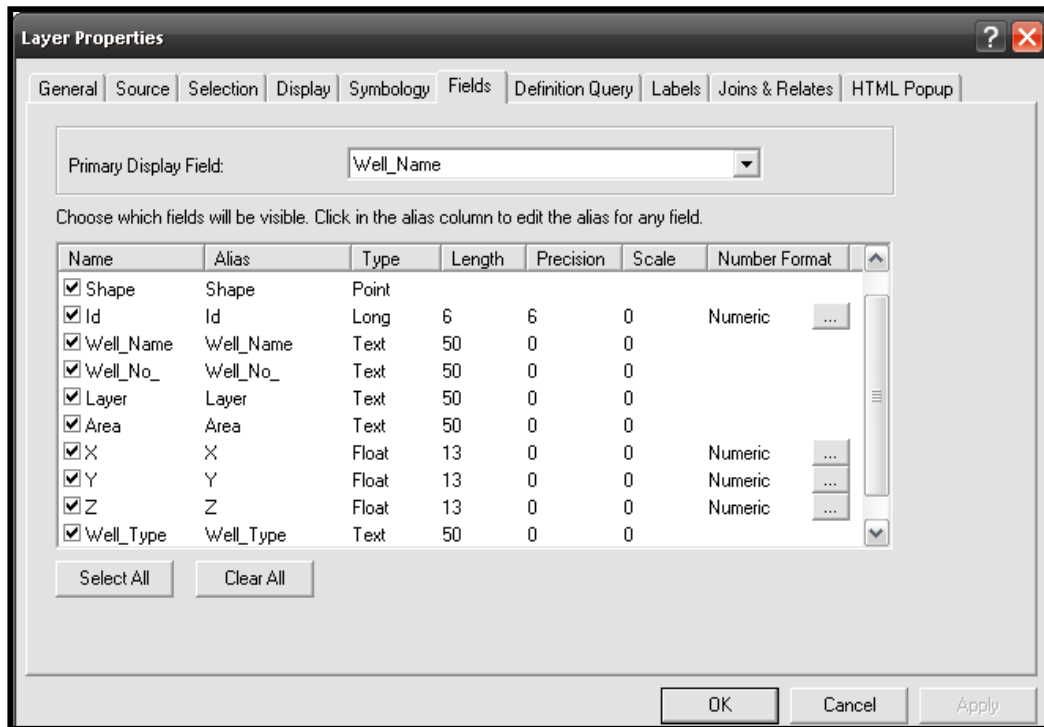 Layer Properties ?
General Source Selection Display Symbology Fields Definition Query Labels Joins & Relates HTML Popup
Primary Display Field: Well_Name
Choose which fields will be visible. Click in the alias column to edit the alias for any field.
Name Alias Type Length Precision Scale Number Format
Shape Shape Point
Id Id Long 6 6 0 Numeric ...
Well_Name Well_Name Text 50 0 0
Well_No_ Well_No_ Text 50 0 0
Layer Layer Text 50 0 0
Area Area Text 50 0 0
X X Float 13 0 0 Numeric ...
Y Y Float 13 0 0 Numeric ...
Z Z Float 13 0 0 Numeric ...
Well_Type Well_Type Text 50 0 0
Select All Clear All
OK Cancel Apply